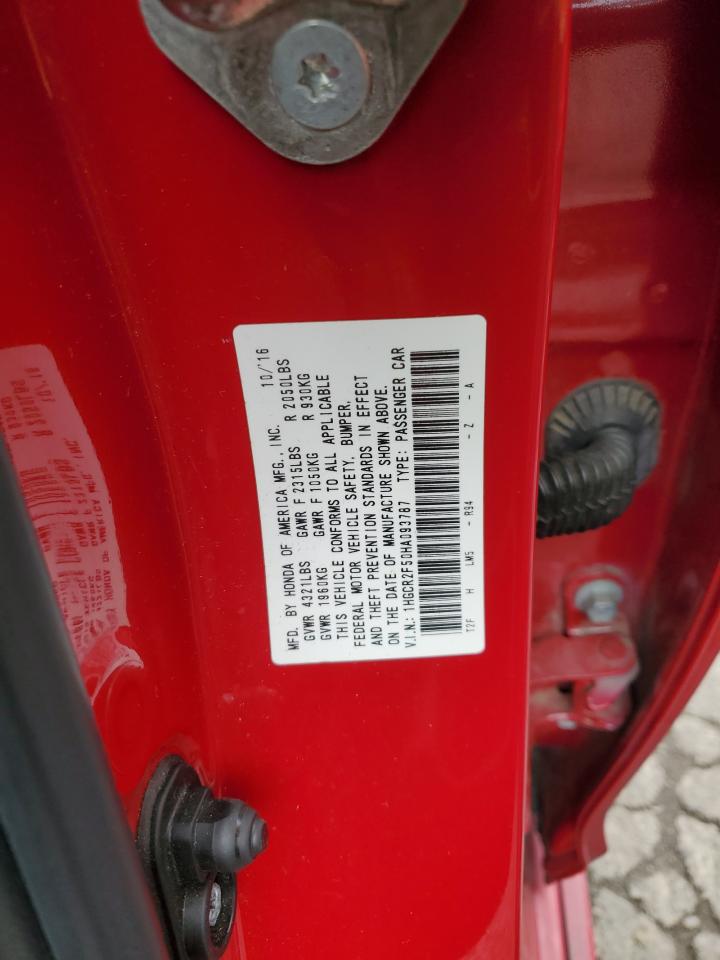 MFD. BY HONDA OF AMERICA MFG., INC. 10/16
GVWR 4321LBS GAWR F 2315LBS R 2050LBS
GVWR 1960KG GAWR F 1050KG R 930KG
THIS VEHICLE CONFORMS TO ALL APPLICABLE
FEDERAL MOTOR VEHICLE SAFETY, BUMPER,
AND THEFT PREVENTION STANDARDS IN EFFECT
ON THE DATE OF MANUFACTURE SHOWN ABOVE.
V.I.N.: 1HGCR2F50HA093787 TYPE: PASSENGER CAR
T2F H LM5 - R94 - Z - A